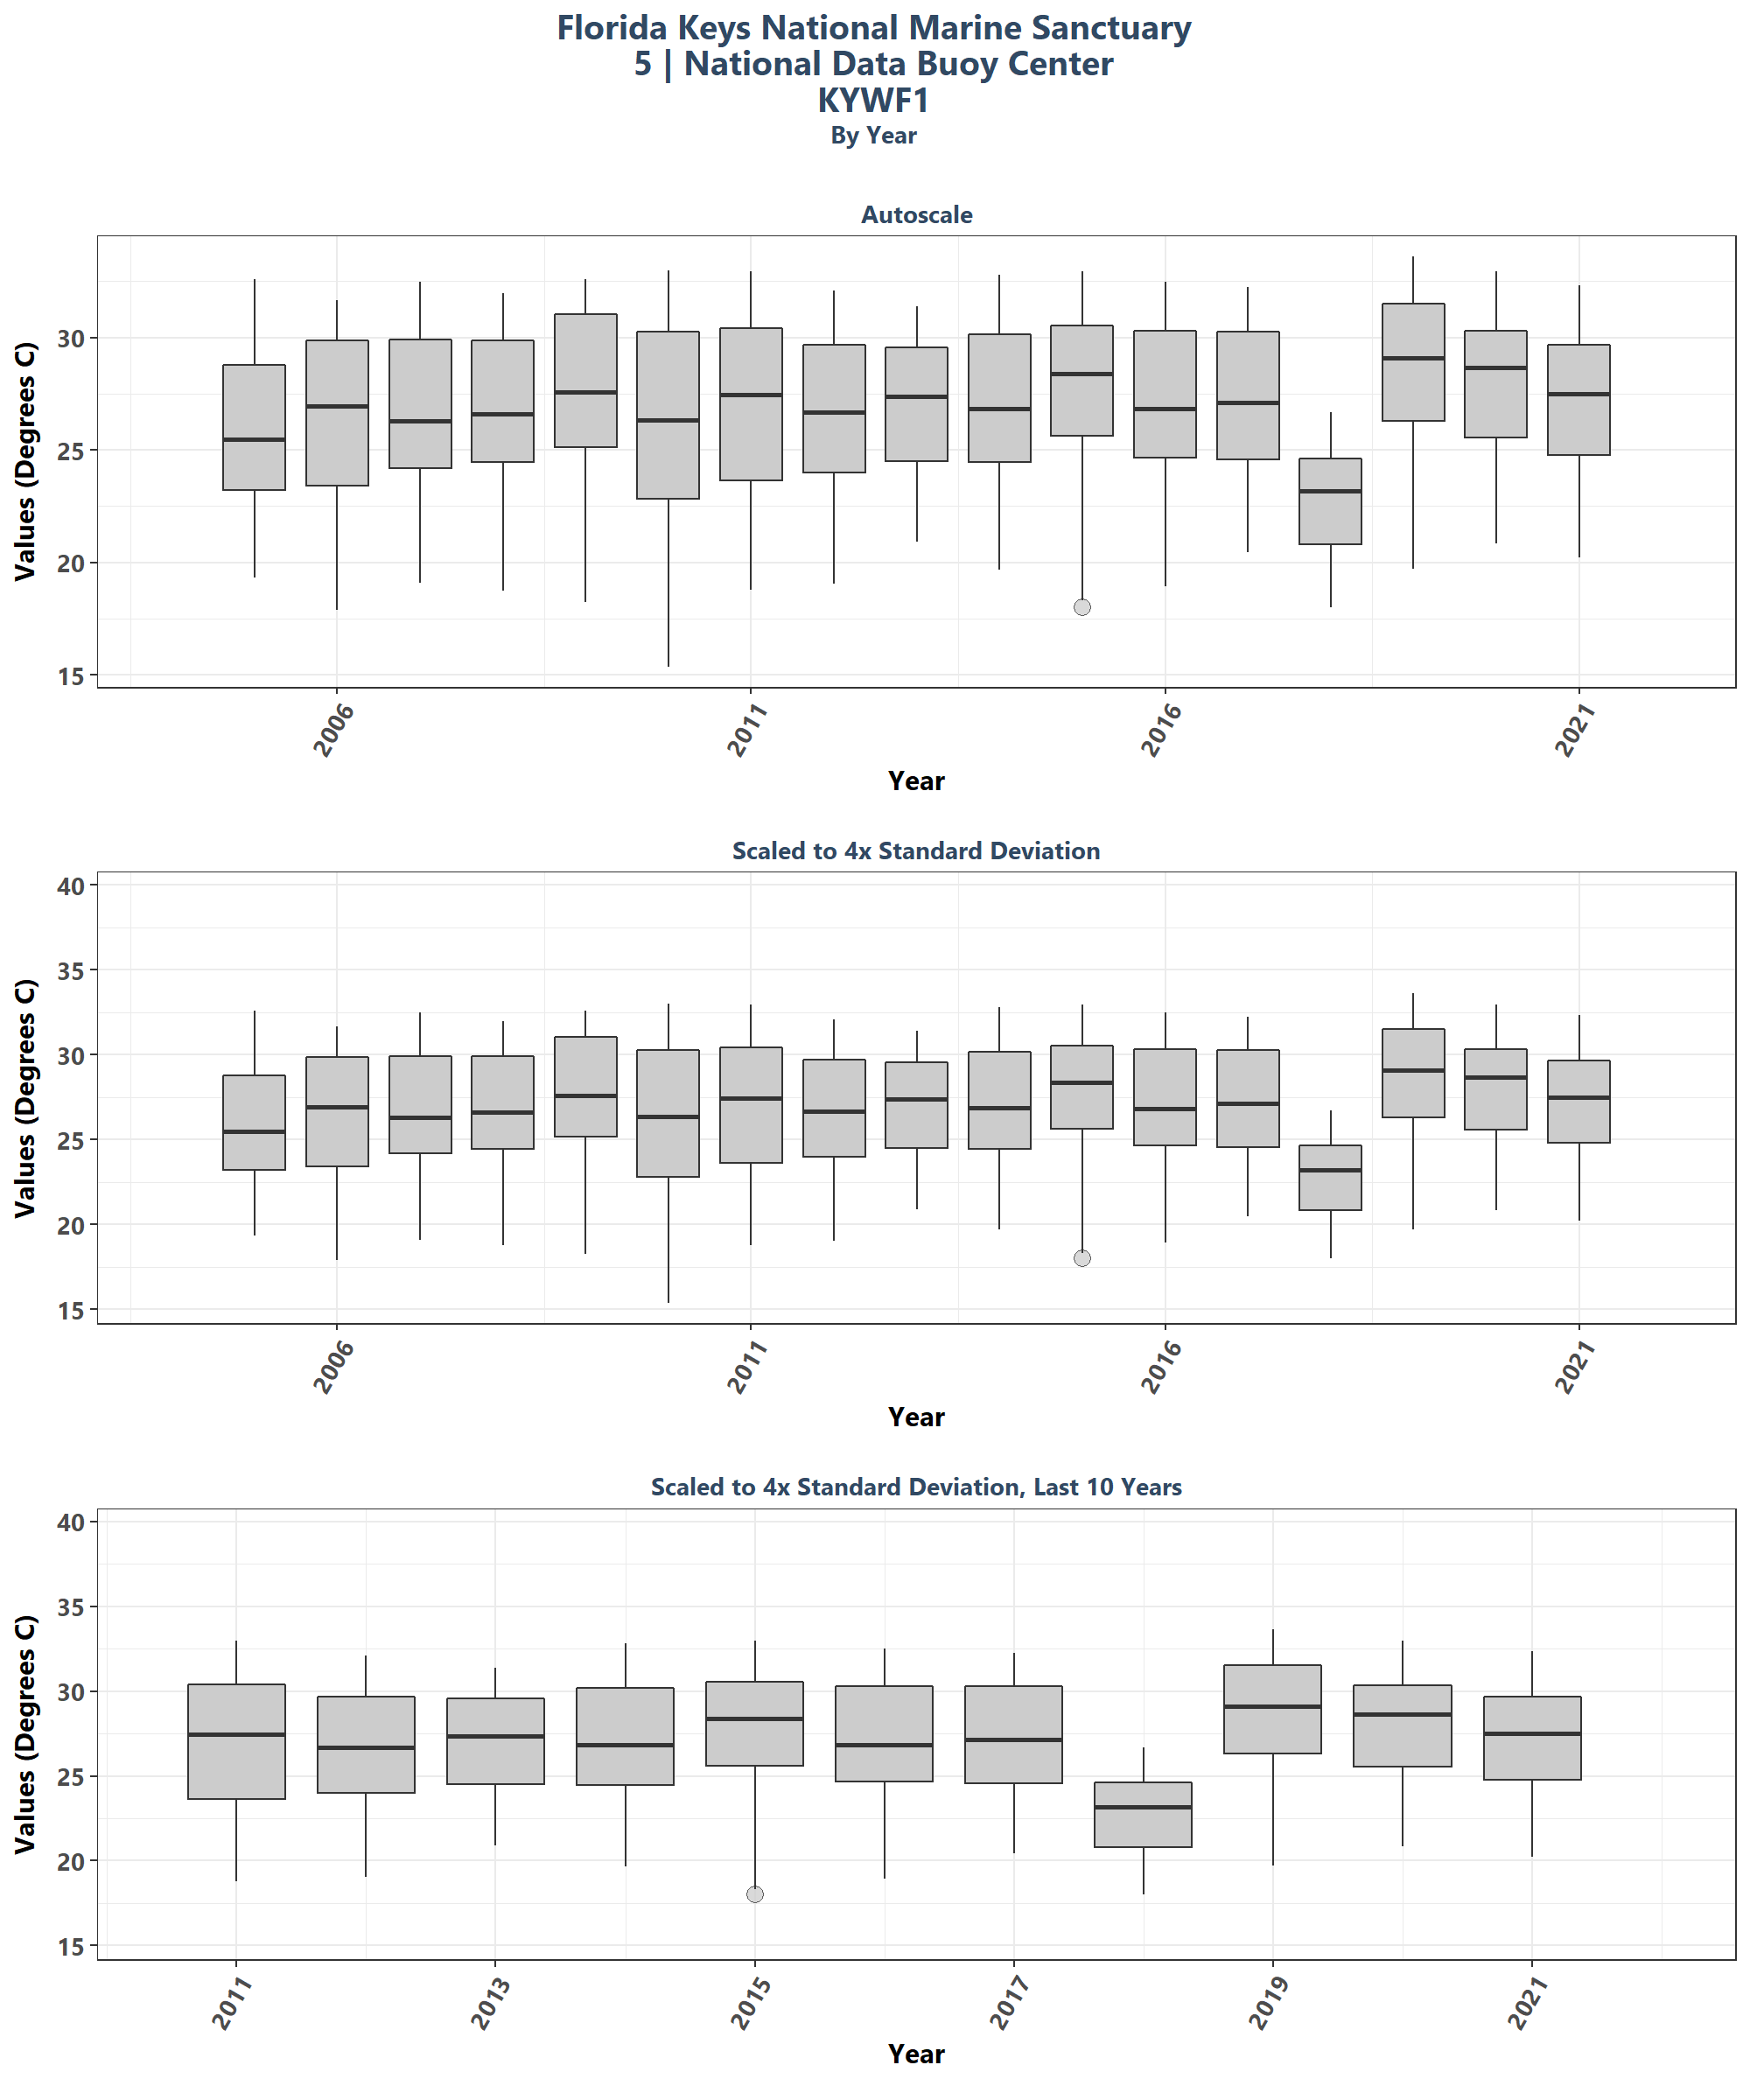 Florida Keys National Marine Sanctuary
5 | National Data Buoy Center
KYWF1
By Year
Autoscale
Values (Degrees C)
30
25
20
15
2006
2011
2016
2021
Year
Scaled to 4x Standard Deviation
Values (Degrees C)
40
35
30
25
20
15
2006
2011
2016
2021
Year
Scaled to 4x Standard Deviation, Last 10 Years
Values (Degrees C)
40
35
30
25
20
15
2011
2013
2015
2017
2019
2021
Year